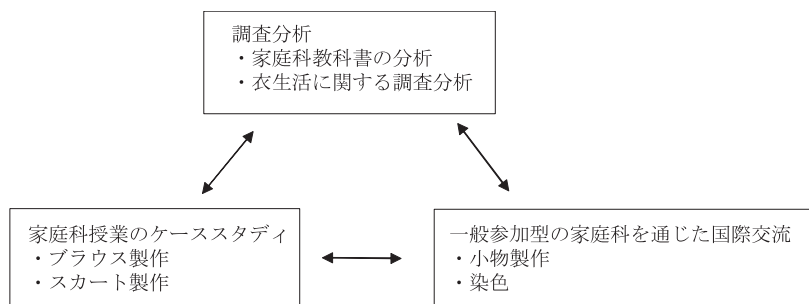 調査分析
・家庭科教科書の分析
・衣生活に関する調査分析
家庭科授業のケーススタディ
・ブラウス製作
・スカート製作
一般参加型の家庭科を通じた国際交流
・小物製作
・染色